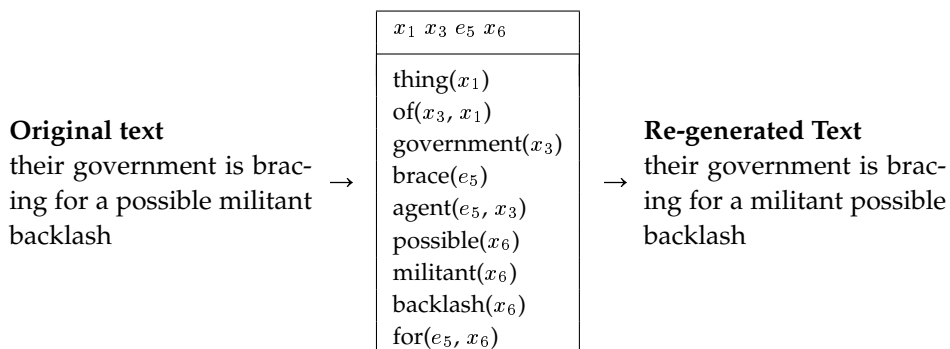 Original text
their government is brac-
ing for a possible militant
backlash
→
x1 x3 e5 x6
thing(x1)
of(x3, x1)
government(x3)
brace(e5)
agent(e5, x3)
possible(x6)
militant(x6)
backlash(x6)
for(e5, x6)
→
Re-generated Text
their government is brac-
ing for a militant possible
backlash